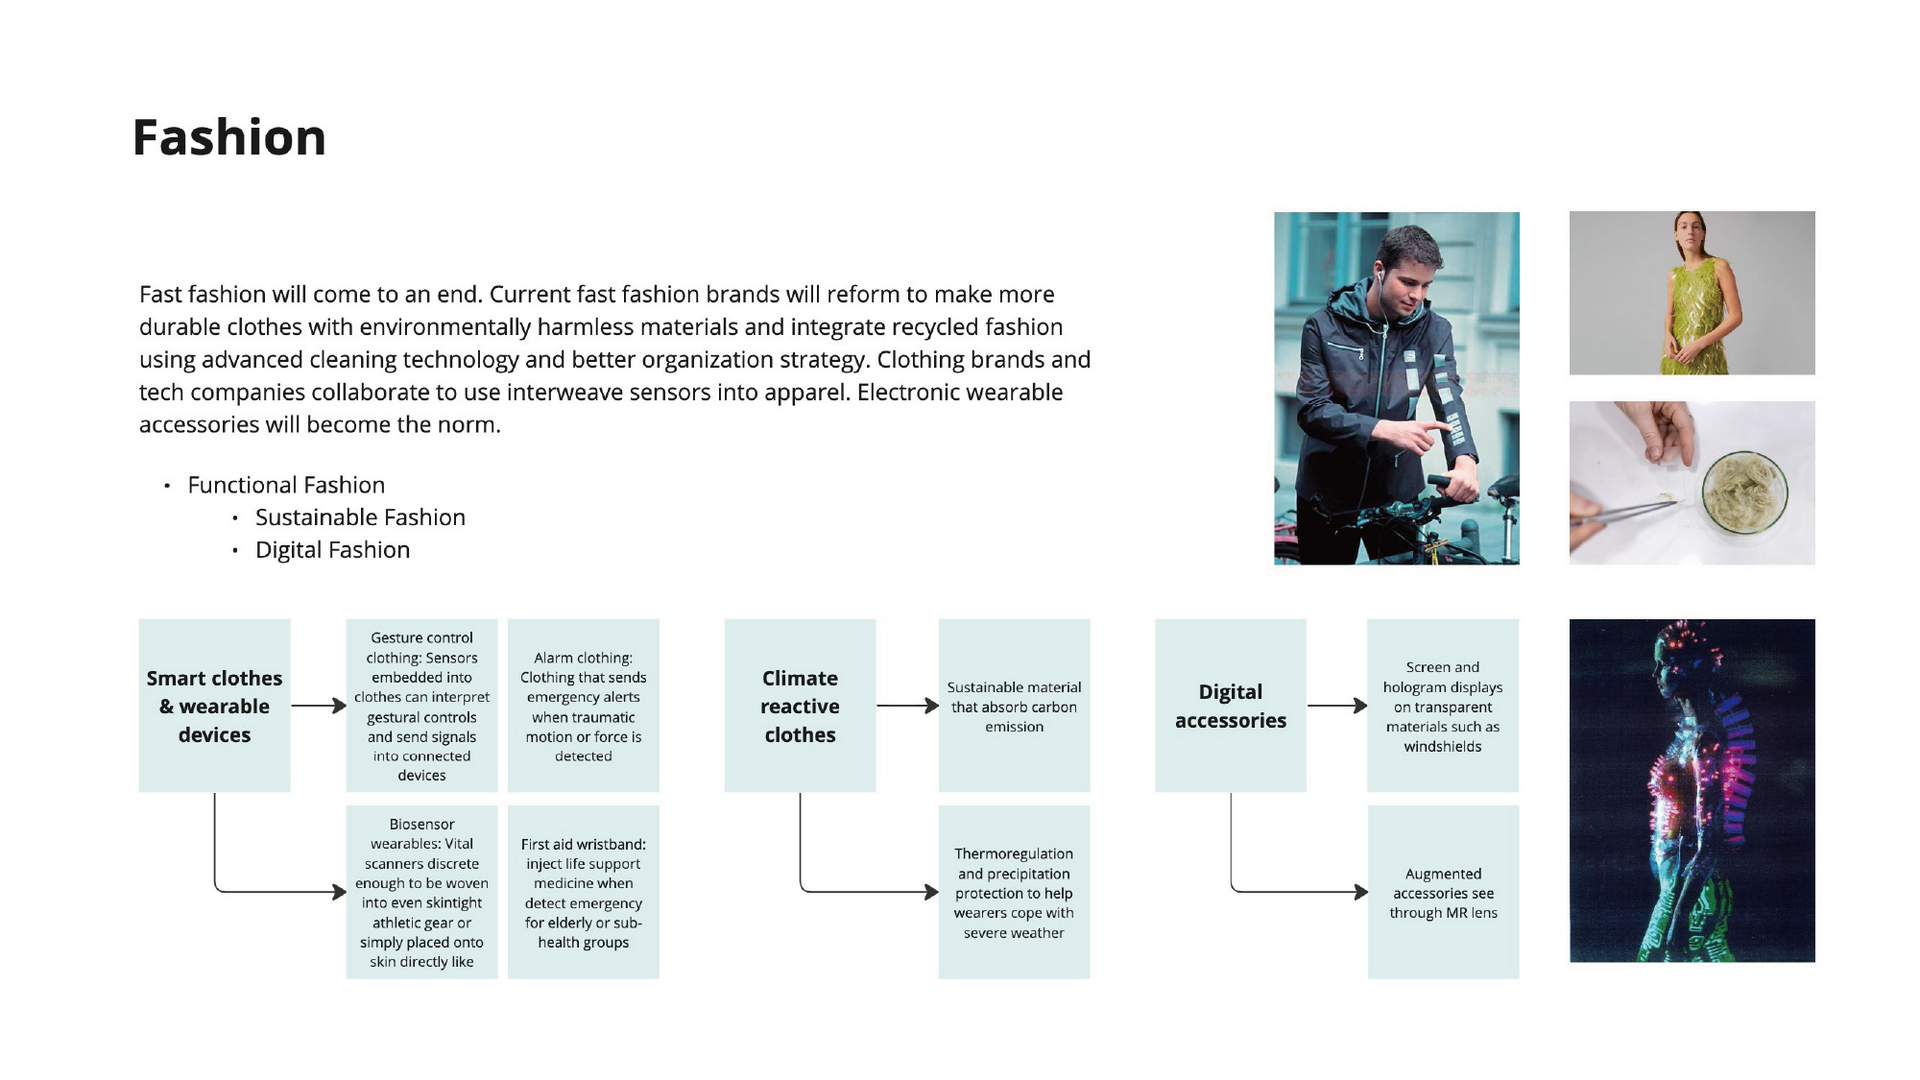 Fashion
Fast fashion will come to an end. Current fast fashion brands will reform to make more
durable clothes with environmentally harmless materials and integrate recycled fashion
using advanced cleaning technology and better organization strategy. Clothing brands and
tech companies collaborate to use interweave sensors into apparel. Electronic wearable
accessories will become the norm.
• Functional Fashion
• Sustainable Fashion
• Digital Fashion
Smart clothes
& wearable
devices
Gesture control
clothing: Sensors
embedded into
clothes can interpret
gestural controls
and send signals
into connected
devices
Alarm clothing:
Clothing that sends
emergency alerts
when traumatic
motion or force is
detected
Biosensor
wearables: Vital
scanners discrete
enough to be woven
into even skintight
athletic gear or
simply placed onto
skin directly like
First aid wristband:
inject life support
medicine when
detect emergency
for elderly or sub-
health groups
Climate
reactive
clothes
Sustainable material
that absorb carbon
emission
Thermoregulation
and precipitation
protection to help
wearers cope with
severe weather
Digital
accessories
Screen and
hologram displays
on transparent
materials such as
windshields
Augmented
accessories see
through MR lens